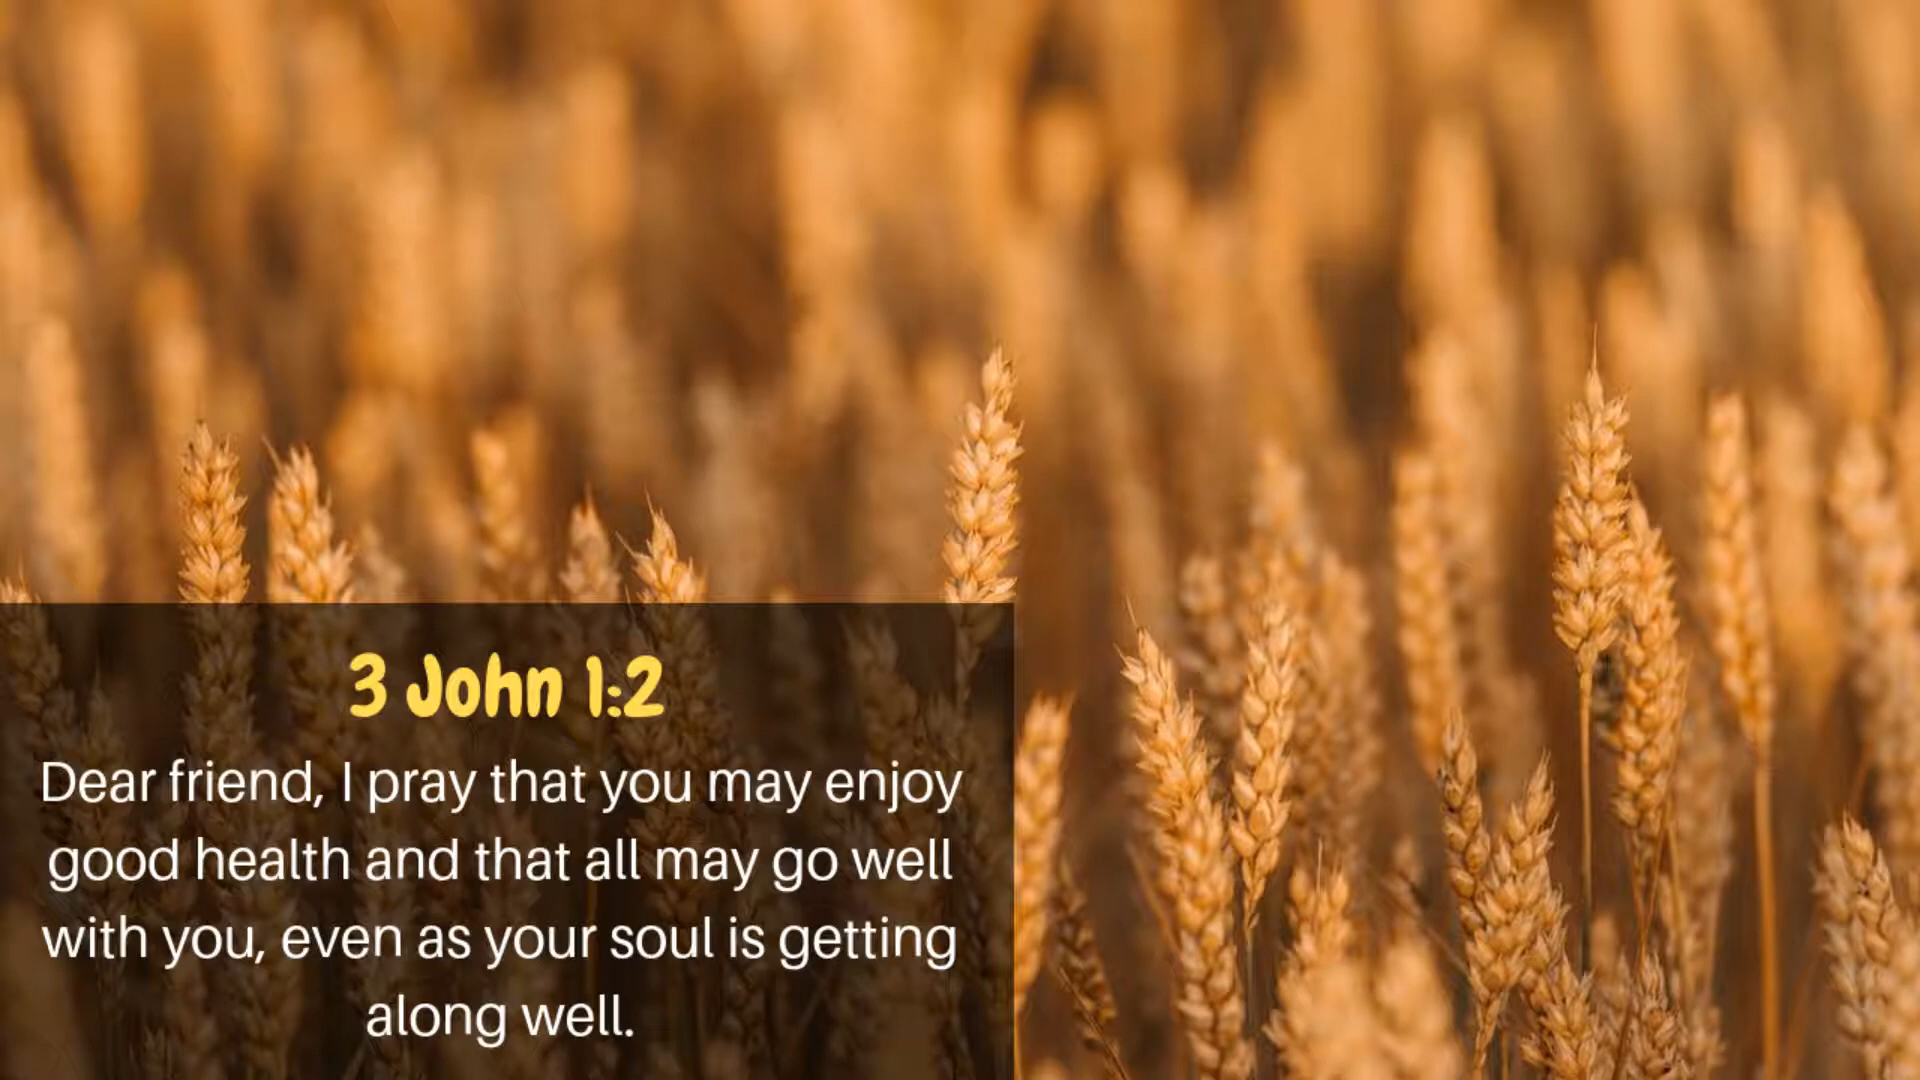 3 John 1:2
Dear friend, I pray that you may enjoy
good health and that all may go well
with you, even as your soul is getting
along well.